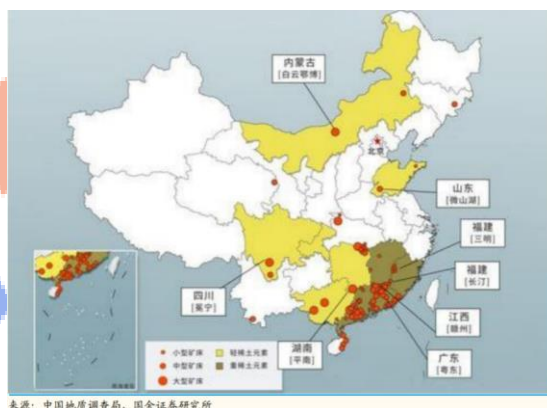 内蒙古
[白云鄂博]
北京
山东
[微山湖]
福建
[三明]
福建
[长汀]
四川
[冕宁]
江西
[赣州]
湖南
[平南]
广东
[粤东]
小型矿床
轻稀土元素
中型矿床
重稀土元素
大型矿床
来源：中国地质调查局，国金证券研究所